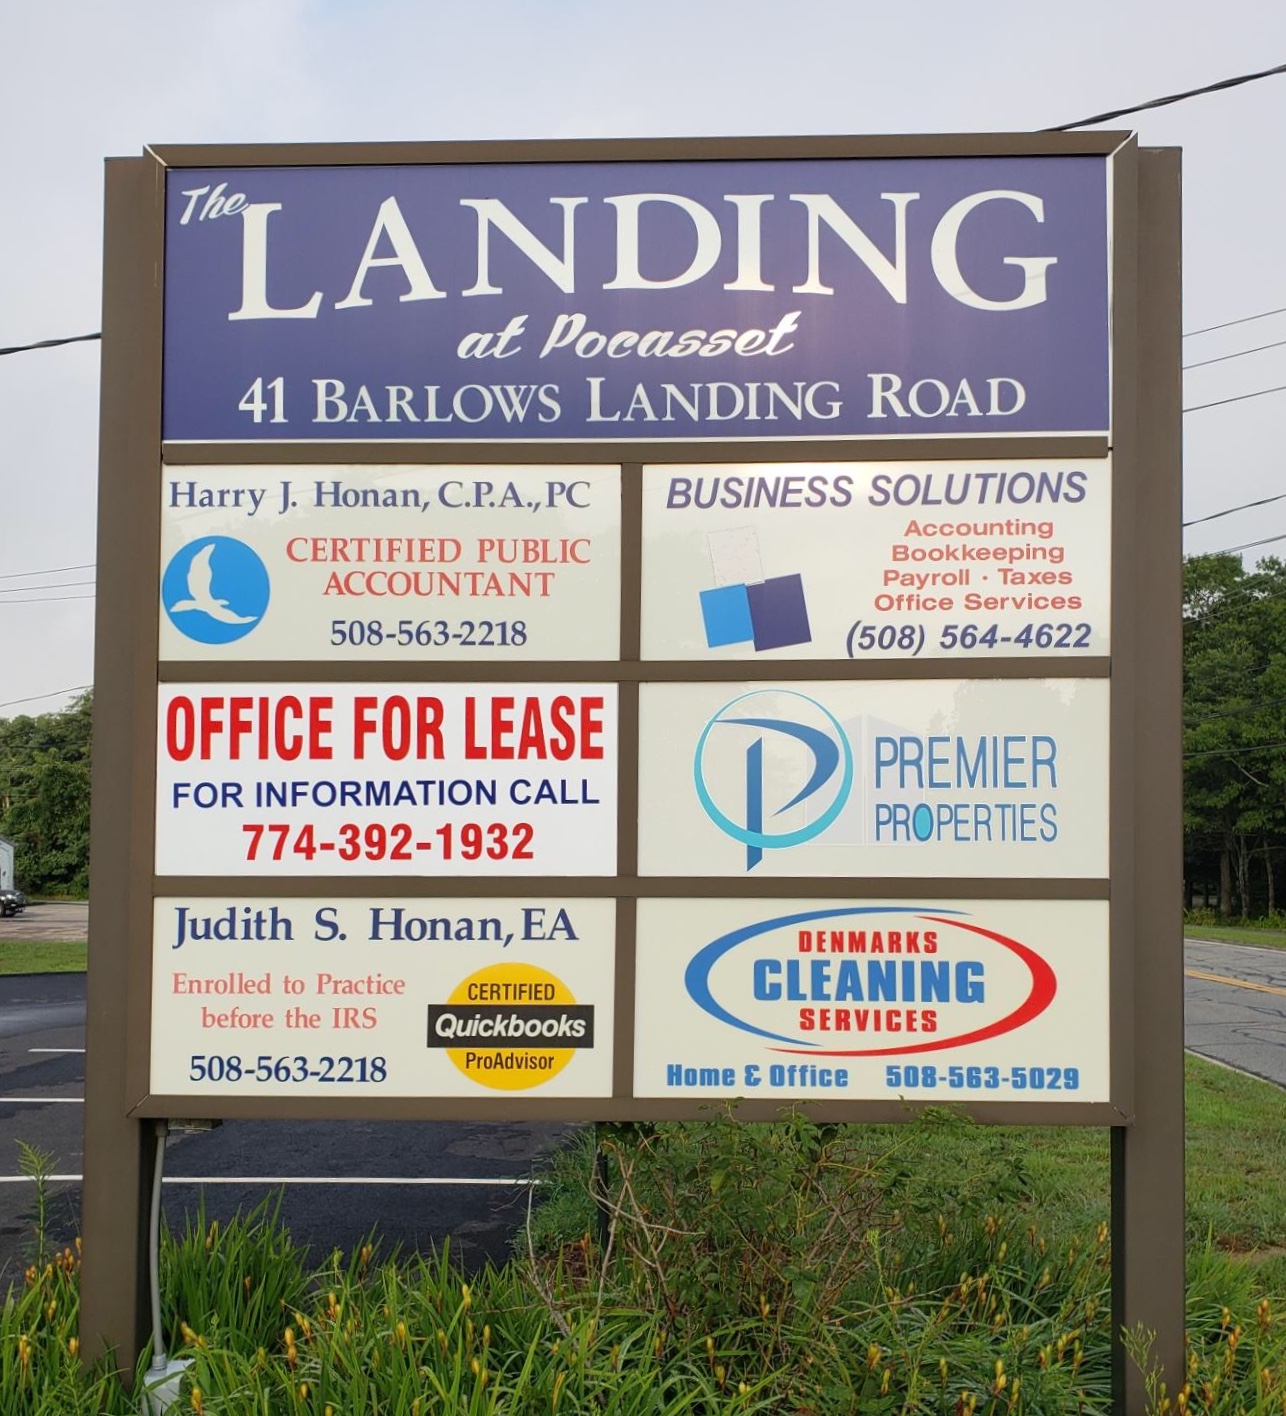 The LANDING
at Pocasset
41 BARLOWS LANDING ROAD
Harry J. Honan, C.P.A., PC
CERTIFIED PUBLIC
ACCOUNTANT
508-563-2218
BUSINESS SOLUTIONS
Accounting
Bookkeeping
Payroll · Taxes
Office Services
(508) 564-4622
OFFICE FOR LEASE
FOR INFORMATION CALL
774-392-1932
P
PREMIER
PROPERTIES
Judith S. Honan, EA
Enrolled to Practice
before the IRS
508-563-2218
CERTIFIED
Quickbooks
ProAdvisor
DENMARKS
CLEANING
SERVICES
Home & Office 508-563-5029